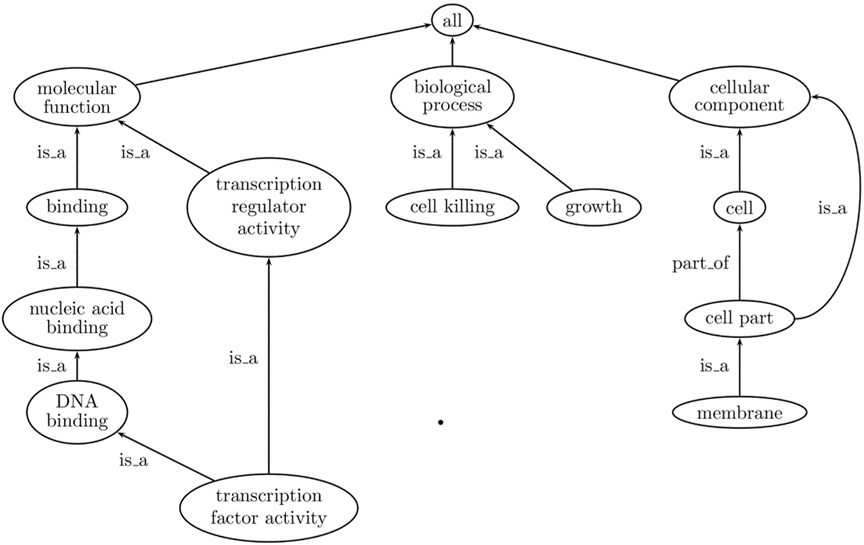 all
molecular
function
biological
process
cellular
component
is_a
is_a
is_a
is_a
is_a
transcription
regulator
activity
binding
cell killing
growth
cell
is_a
is_a
part_of
nucleic acid
binding
cell part
is_a
is_a
is_a
DNA
binding
membrane
is_a
transcription
factor activity